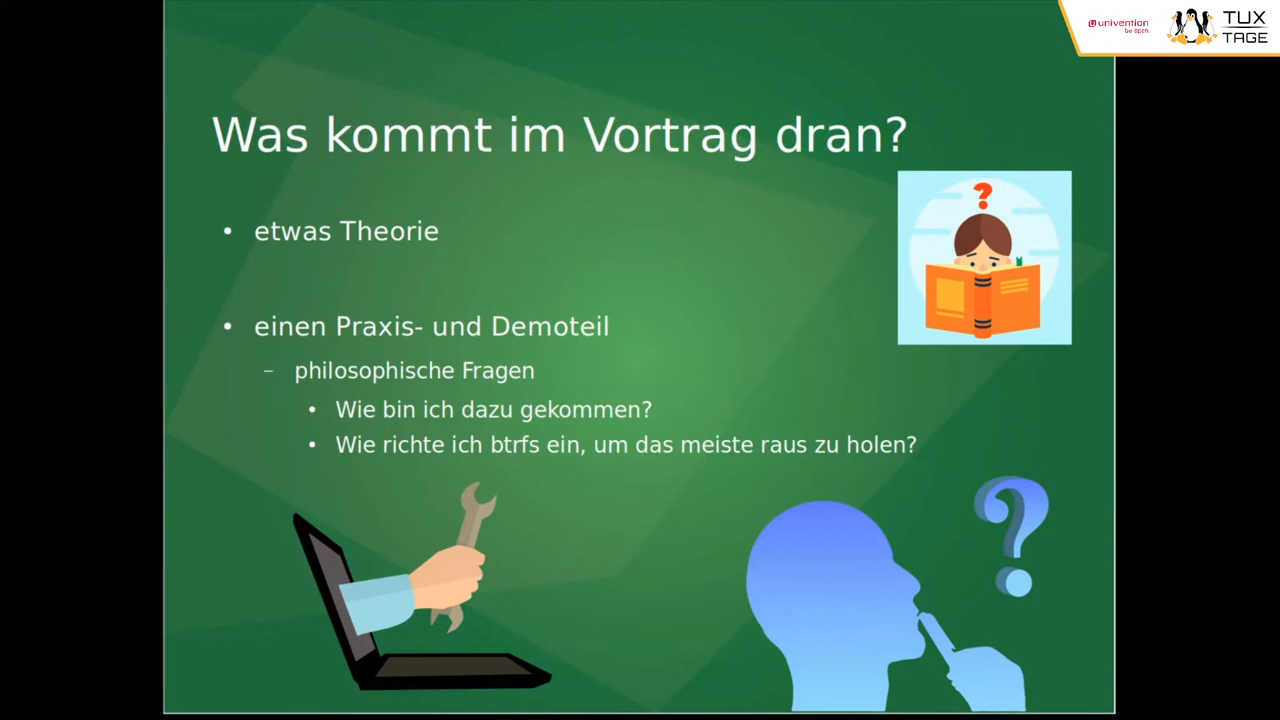 univention
be open.
TUX
TAGE
Was kommt im Vortrag dran?
• etwas Theorie
?
• einen Praxis- und Demoteil
– philosophische Fragen
• Wie bin ich dazu gekommen?
• Wie richte ich btrfs ein, um das meiste raus zu holen?
?